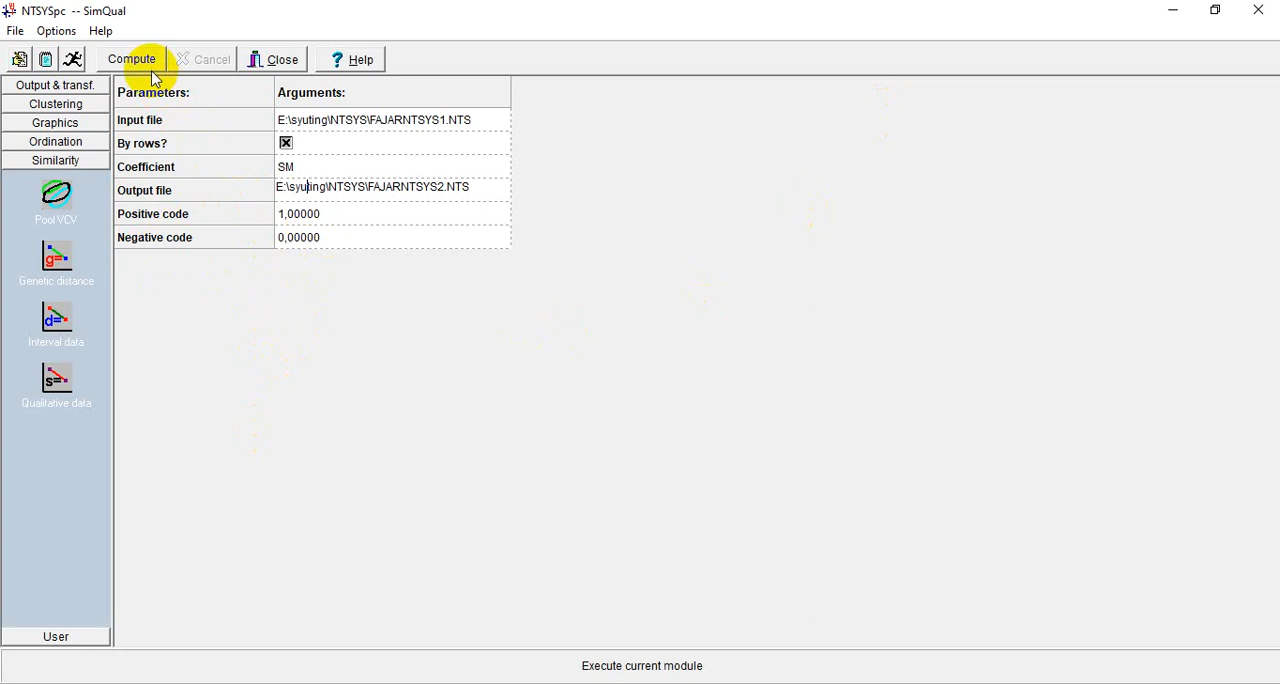 NTSYSpc -- SimQual
File Options Help
Compute Cancel Close ? Help
Output & transf.
Clustering
Graphics
Ordination
Similarity
Pool VCV
g=
Genetic distance
d=
Interval data
s=
Qualitative data
User
Parameters: Arguments:
Input file E:\syuting\NTSYS\FAJARNTSYS1.NTS
By rows?
Coefficient SM
Output file E:\syuting\NTSYS\FAJARNTSYS2.NTS
Positive code 1,00000
Negative code 0,00000
Execute current module